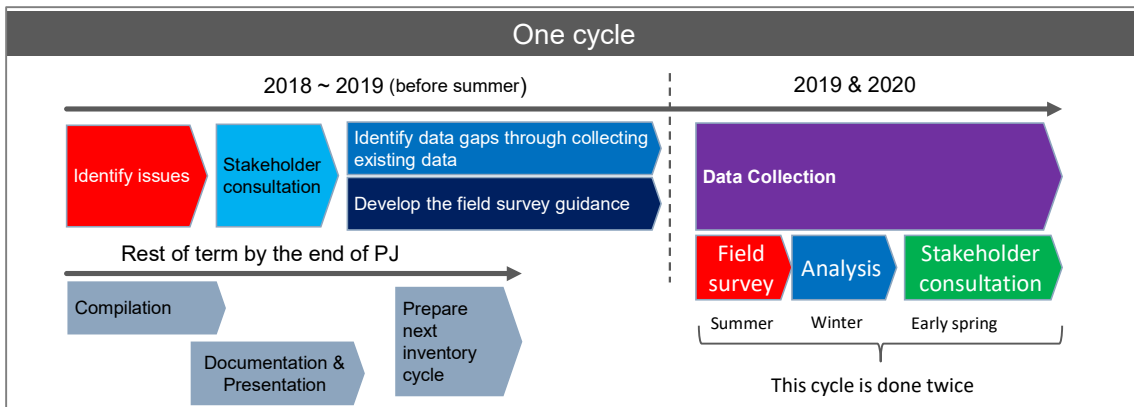 One cycle
2018 ~ 2019 (before summer)
2019 & 2020
Identify issues
Stakeholder
consultation
Identify data gaps through collecting
existing data
Develop the field survey guidance
Data Collection
Field
survey
Analysis
Stakeholder
consultation
Summer
Winter
Early spring
This cycle is done twice
Rest of term by the end of PJ
Compilation
Documentation &
Presentation
Prepare
next
inventory
cycle